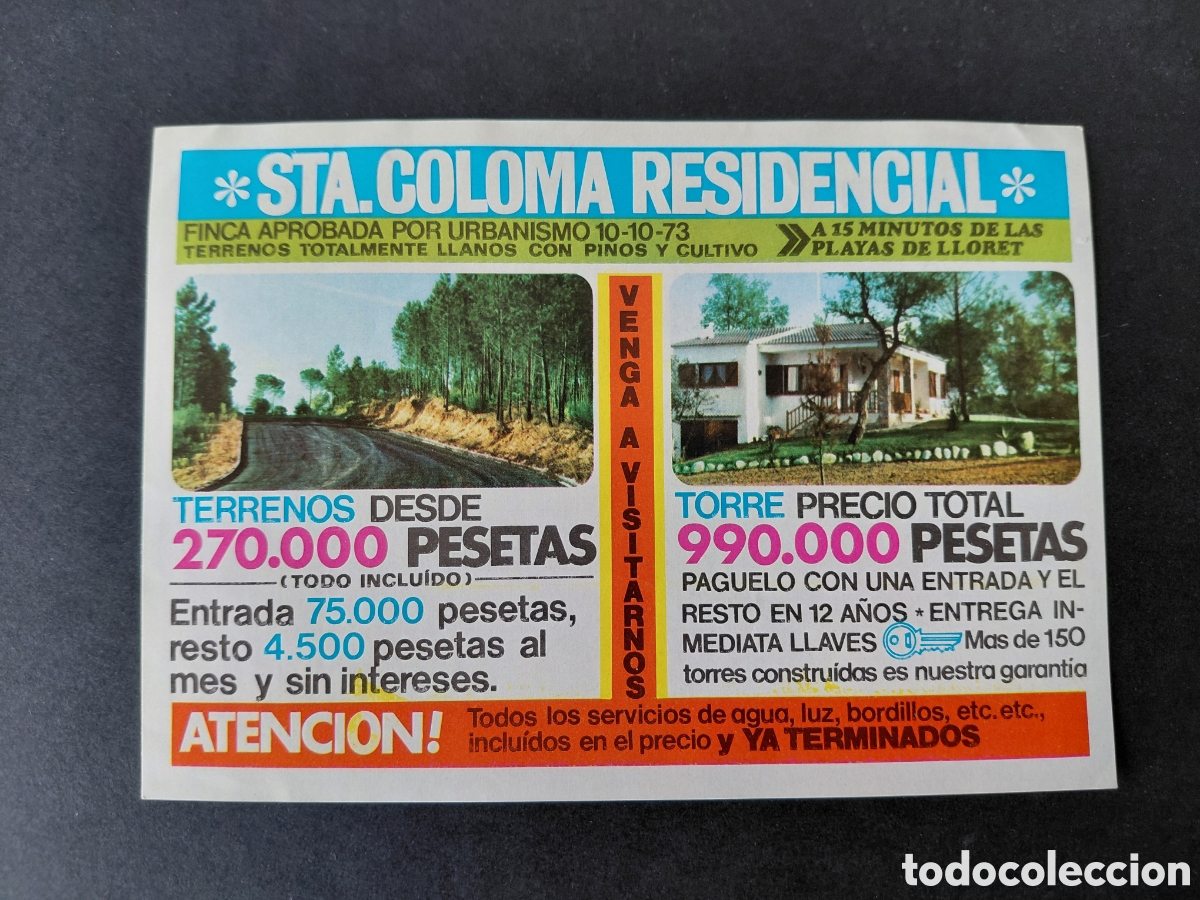 * STA. COLOMA RESIDENCIAL *
FINCA APROBADA POR URBANISMO 10-10-73
TERRENOS TOTALMENTE LLANOS CON PINOS Y CULTIVO
A 15 MINUTOS DE LAS
PLAYAS DE LLORET
TERRENOS DESDE
270.000 PESETAS
(TODO INCLUÍDO)
Entrada 75.000 pesetas,
resto 4.500 pesetas al
mes y sin intereses.
VENGA A VISITARNOS
TORRE PRECIO TOTAL
990.000 PESETAS
PAGUELO CON UNA ENTRADA Y EL
RESTO EN 12 AÑOS * ENTREGA IN-
MEDIATA LLAVES Mas de 150
torres construídas es nuestra garantía
ATENCION!
Todos los servicios de agua, luz, bordillos, etc. etc.,
incluídos en el precio y YA TERMINADOS
todocoleccion